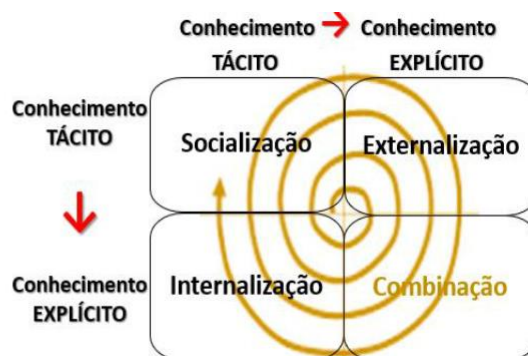 Conhecimento → Conhecimento
TÁCITO EXPLÍCITO
Conhecimento
TÁCITO
Socialização Externalização
Conhecimento
EXPLÍCITO
Internalização Combinação